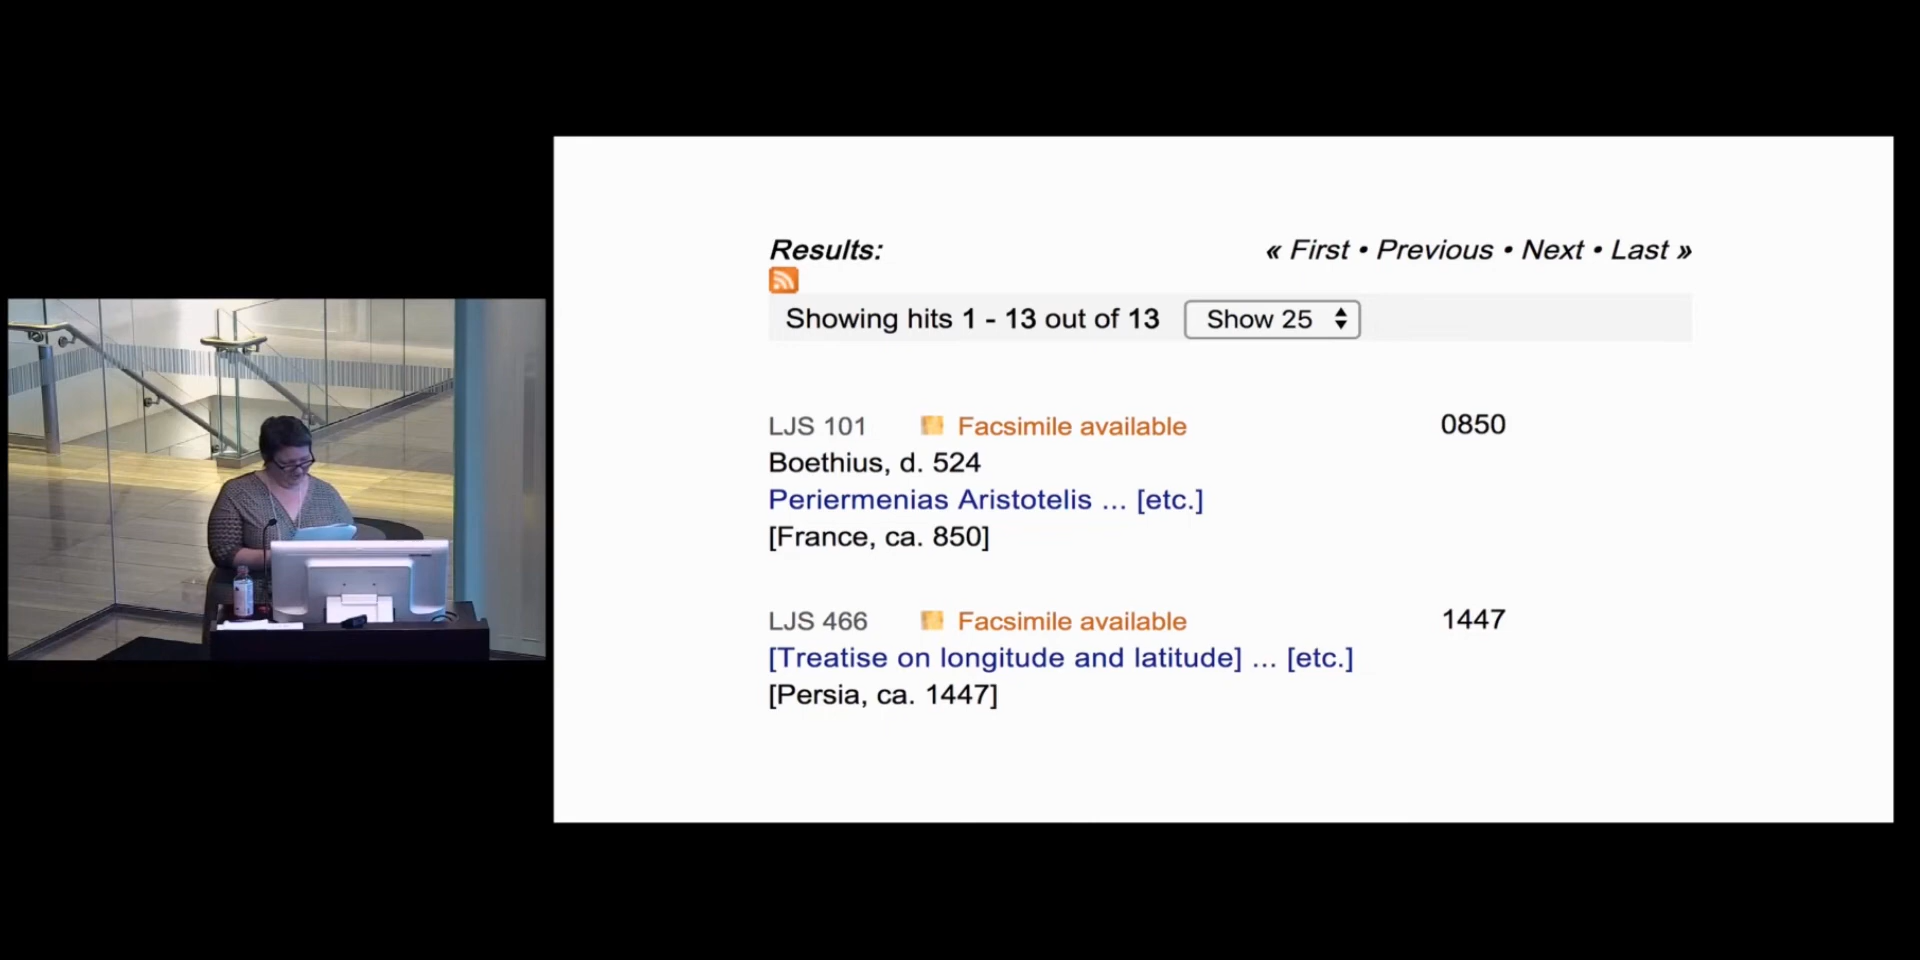 Results:
« First • Previous • Next • Last »
Showing hits 1 - 13 out of 13
Show 25
LJS 101 Facsimile available 0850
Boethius, d. 524
Periermenias Aristotelis ... [etc.]
[France, ca. 850]
LJS 466 Facsimile available 1447
[Treatise on longitude and latitude] ... [etc.]
[Persia, ca. 1447]